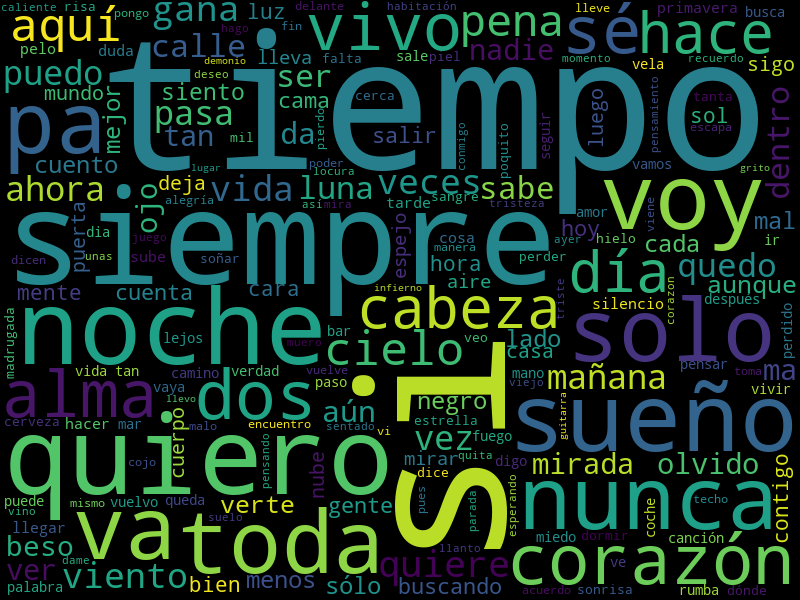 caliente
risa
pongo
gana
luz
hago
delante
habitación
vivo
pena
lleve
primavera
busca
aquí
duda
calle
fin
nadie
sé
hace
pelo
demonio
lleva
falta
sale
piel
momento
recuerdo
puedo
deseo
ser
vela
sigo
mundo
siento
cama
cerca
tanta
pa
tiempo
mejor
pasa
mil
pierdo
conmigo
poquito
seguir
luego
pensamiento
sol
escapa
dentro
tan
da
salir
cuento
lugar
locura
poder
vamos
grito
ahora
ojo
deja
vida
luna
veces
sabe
voy
alegría
así
mira
tarde
sangre
tristeza
amor
viene
mal
siempre
puerta
dia
juego
espejo
cosa
manera
ayer
hoy
hielo
cada
ir
dicen
unas
sube
soñar
hora
perder
día
quedo
mente
cuenta
cara
aire
infierno
triste
silencio
corazon
aunque
después
madrugada
noche
cabeza
solo
perdido
lejos
bar
muero
cielo
veo
lado
casa
pensar
vida tan
camino
verdad
vuelve
paso
mano
viejo
mañana
toma
ma
alma
vaya
llevo
dos
negro
Si
guitarra
vivir
sueño
cerveza
hacer
mar
cuerpo
malo
encuentro
aún
sentado
vi
estrella
vez
fuego
quiero
cojo
pensando
nube
mirar
quita
digo
mirada
olvido
contigo
puede
mismo
queda
verte
dice
pues
parada
esperando
nunca
techo
vino
vuelvo
suelo
gente
coche
canción
llegar
va
toda
miedo
dormir
beso
llanto
ver
viento
dame
quiere
ve
corazón
palabra
bien
menos
sólo
buscando
acuerdo
sonrisa
rumba
donde